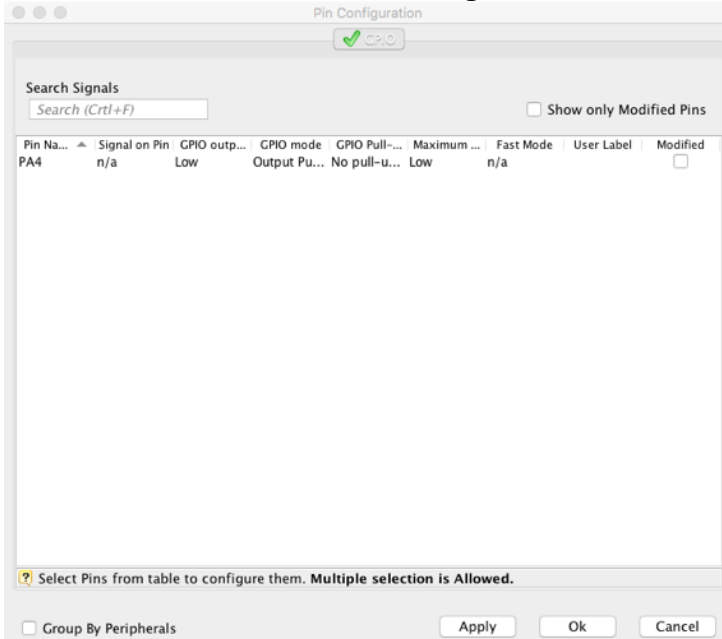 Pin Configuration
GPIO
Search Signals
Search (Crtl+F)
Show only Modified Pins
Pin Na... Signal on Pin GPIO outp... GPIO mode GPIO Pull-... Maximum ... Fast Mode User Label Modified
PA4 n/a Low Output Pu... No pull-u... Low n/a
Select Pins from table to configure them. Multiple selection is Allowed.
Group By Peripherals Apply Ok Cancel